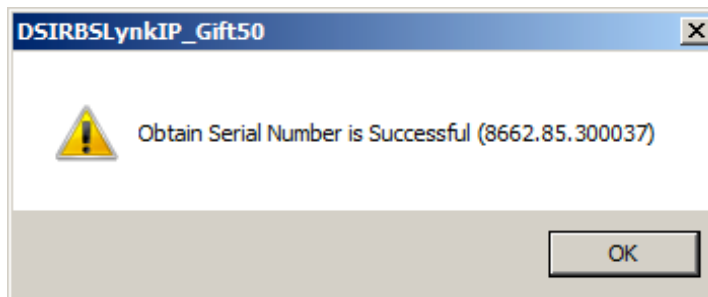 DSIRBSLynkIP_Gift50
Obtain Serial Number is Successful (8662.85.300037)
OK